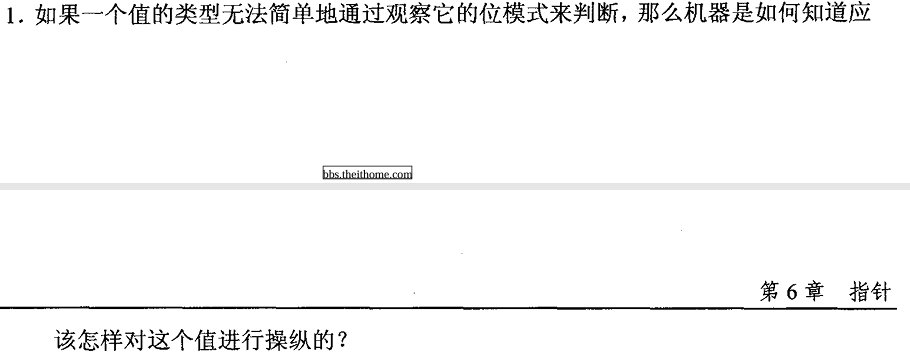 1. 如果一个值的类型无法简单地通过观察它的位模式来判断，那么机器是如何知道应
bbs.theithome.com
第 6 章 指针
该怎样对这个值进行操纵的？